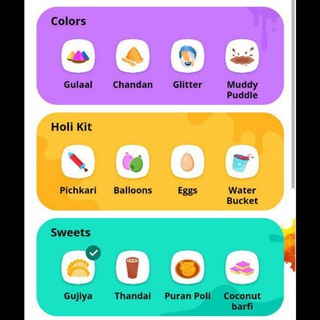 Colors
Gulaal Chandan Glitter Muddy
Puddle
Holi Kit
Pichkari Balloons Eggs Water
Bucket
Sweets
Gujiya Thandai Puran Poli Coconut
barfi